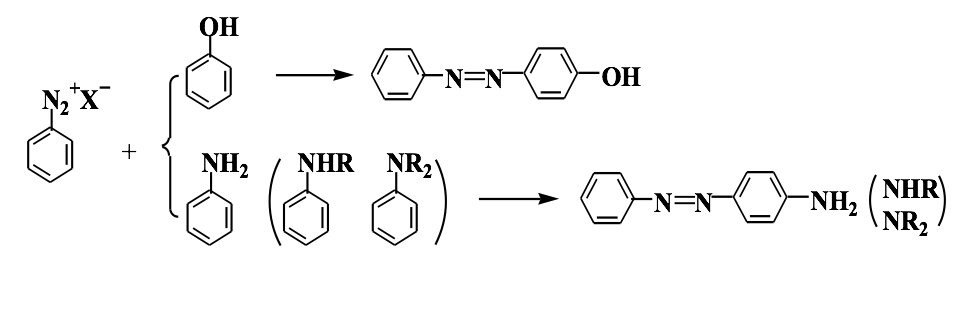 OH
N=N OH
N₂⁺X⁻
+
NH₂ (NHR NR₂)
N=N NH₂ (NHR
NR₂)